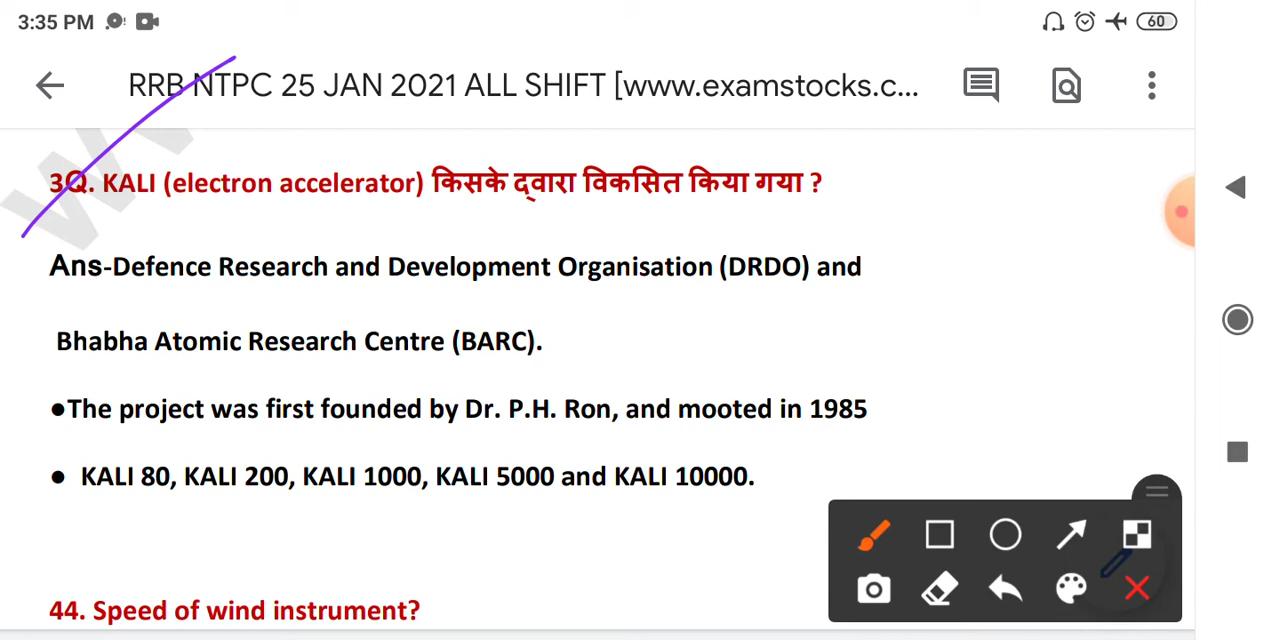 3:35 PM
60
RRB NTPC 25 JAN 2021 ALL SHIFT [www.examstocks.c...
3Q. KALI (electron accelerator) किसके द्वारा विकसित किया गया ?
Ans-Defence Research and Development Organisation (DRDO) and
Bhabha Atomic Research Centre (BARC).
●The project was first founded by Dr. P.H. Ron, and mooted in 1985
● KALI 80, KALI 200, KALI 1000, KALI 5000 and KALI 10000.
44. Speed of wind instrument?